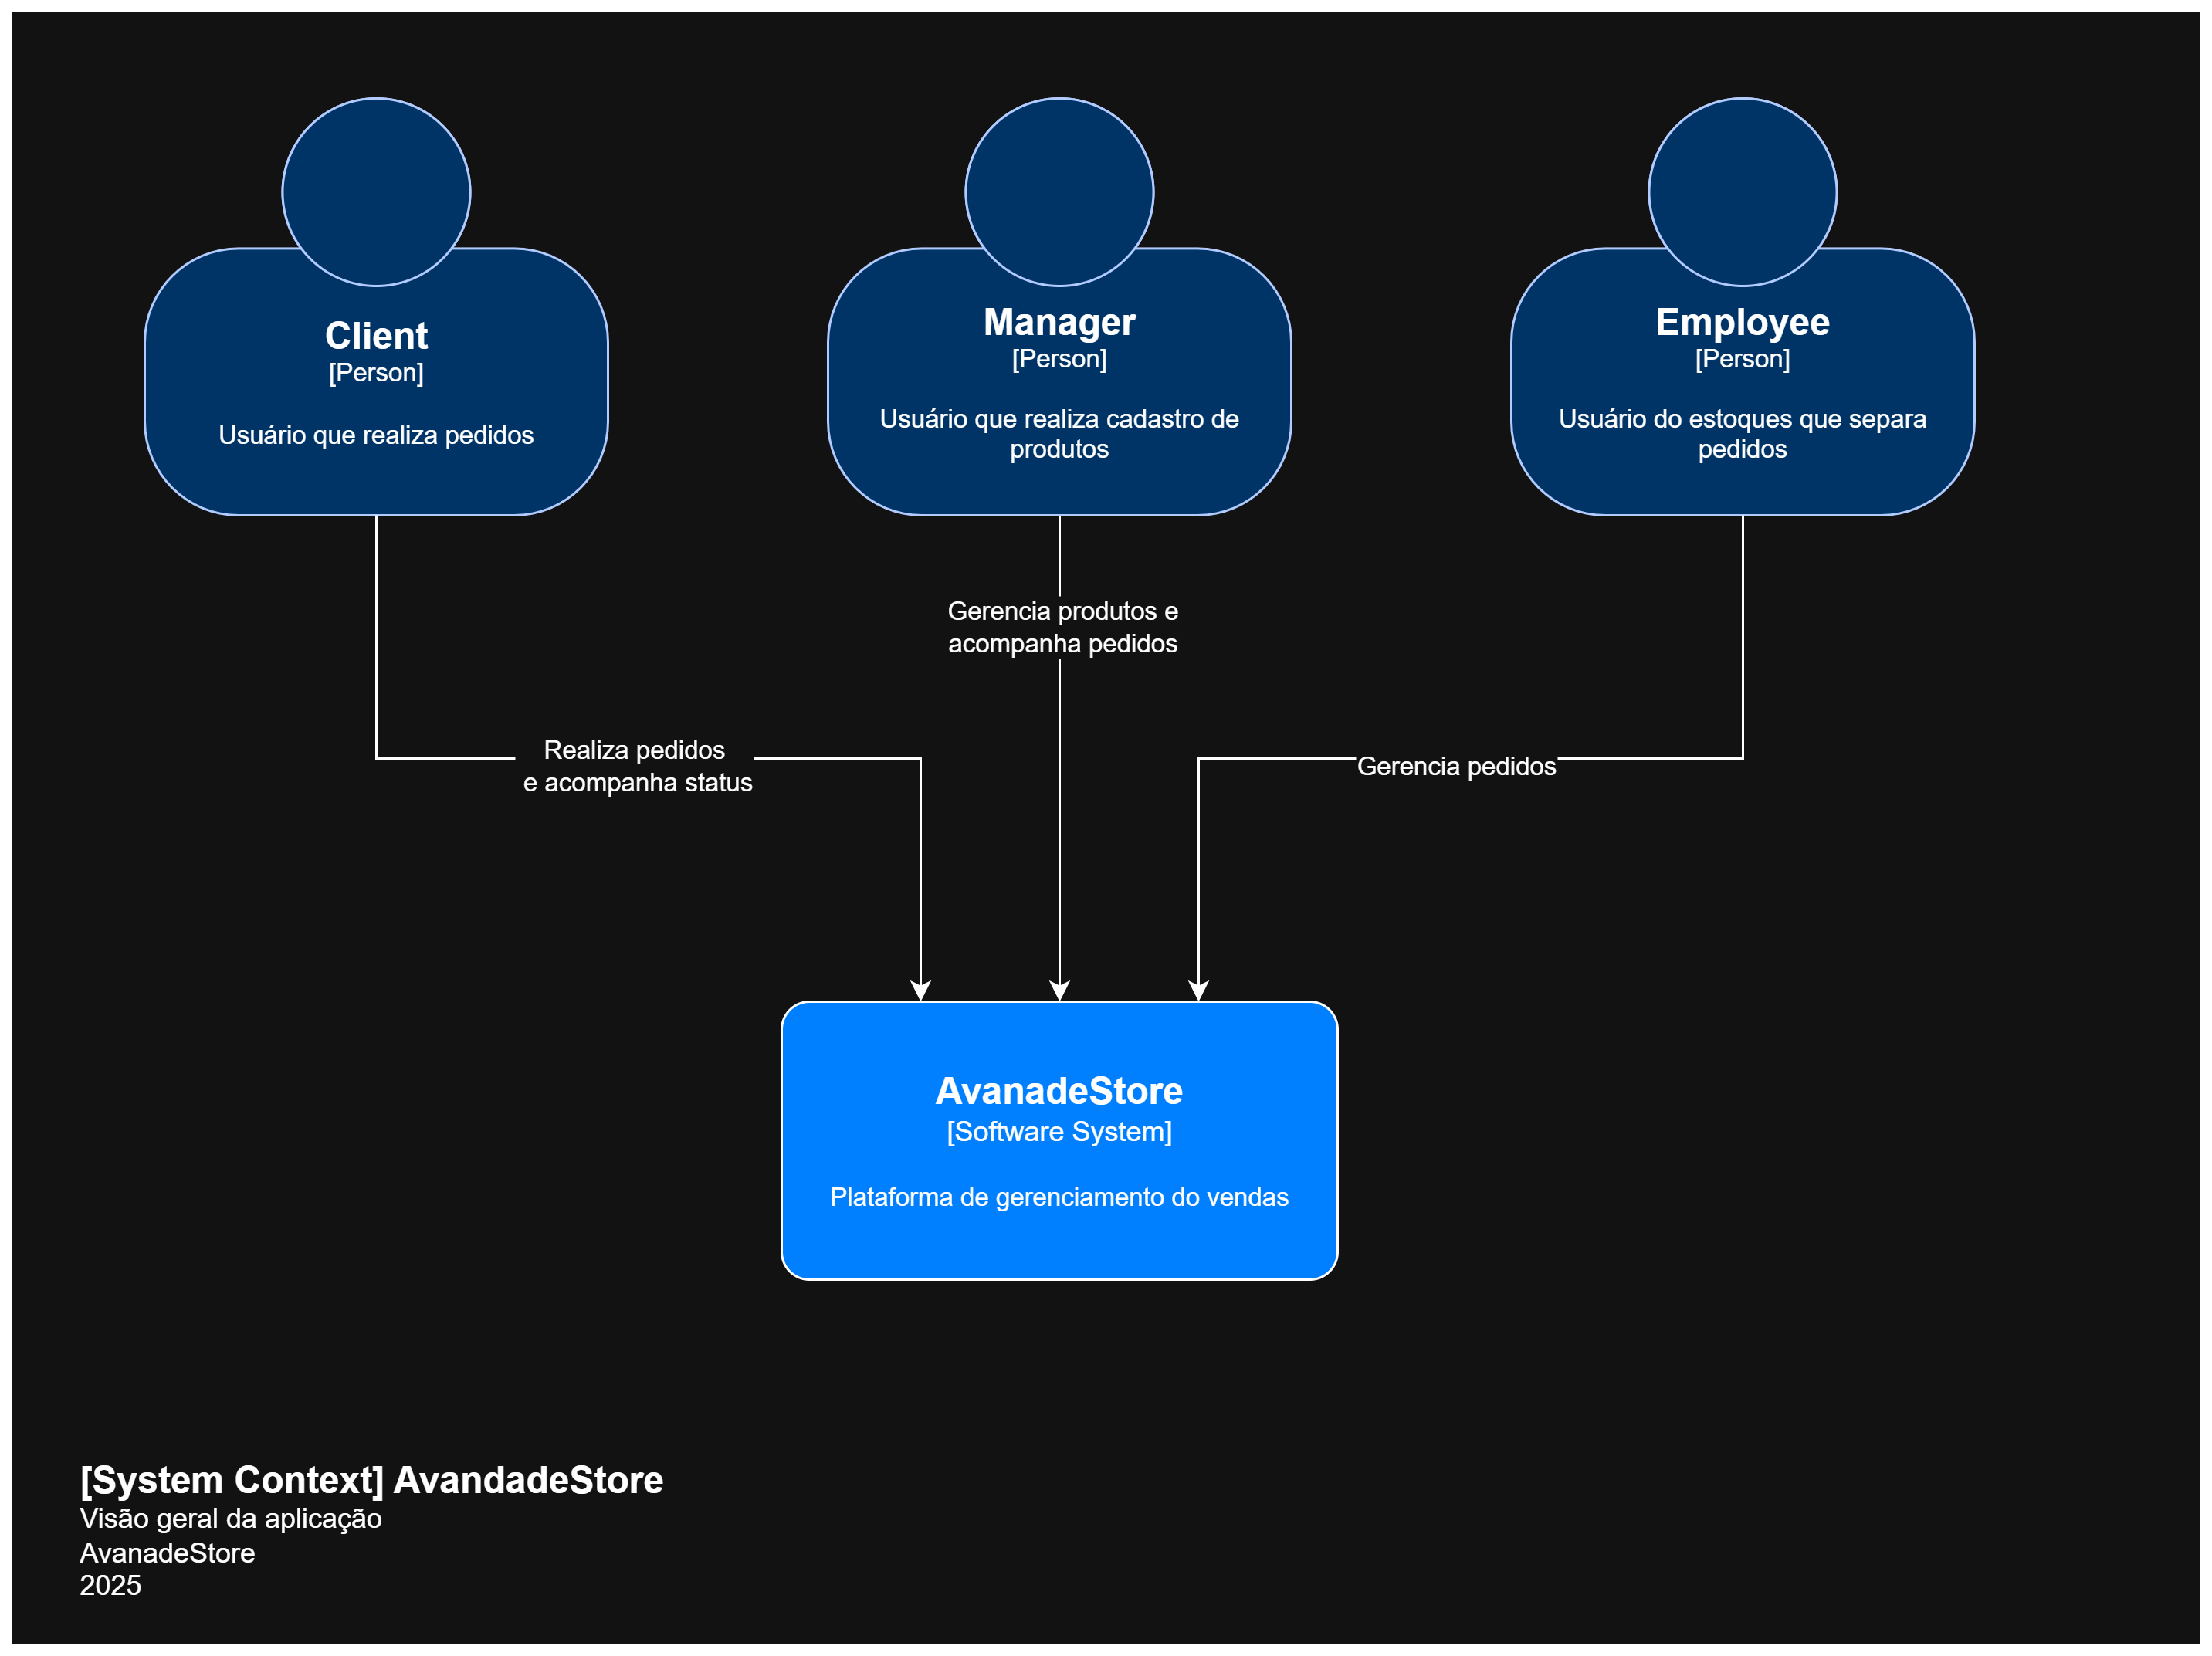 Client
[Person]
Usuário que realiza pedidos
Manager
[Person]
Usuário que realiza cadastro de
produtos
Employee
[Person]
Usuário do estoques que separa
pedidos
Gerencia produtos e
acompanha pedidos
Realiza pedidos
e acompanha status
Gerencia pedidos
AvanadeStore
[Software System]
Plataforma de gerenciamento do vendas
[System Context] AvandadeStore
Visão geral da aplicação
AvanadeStore
2025